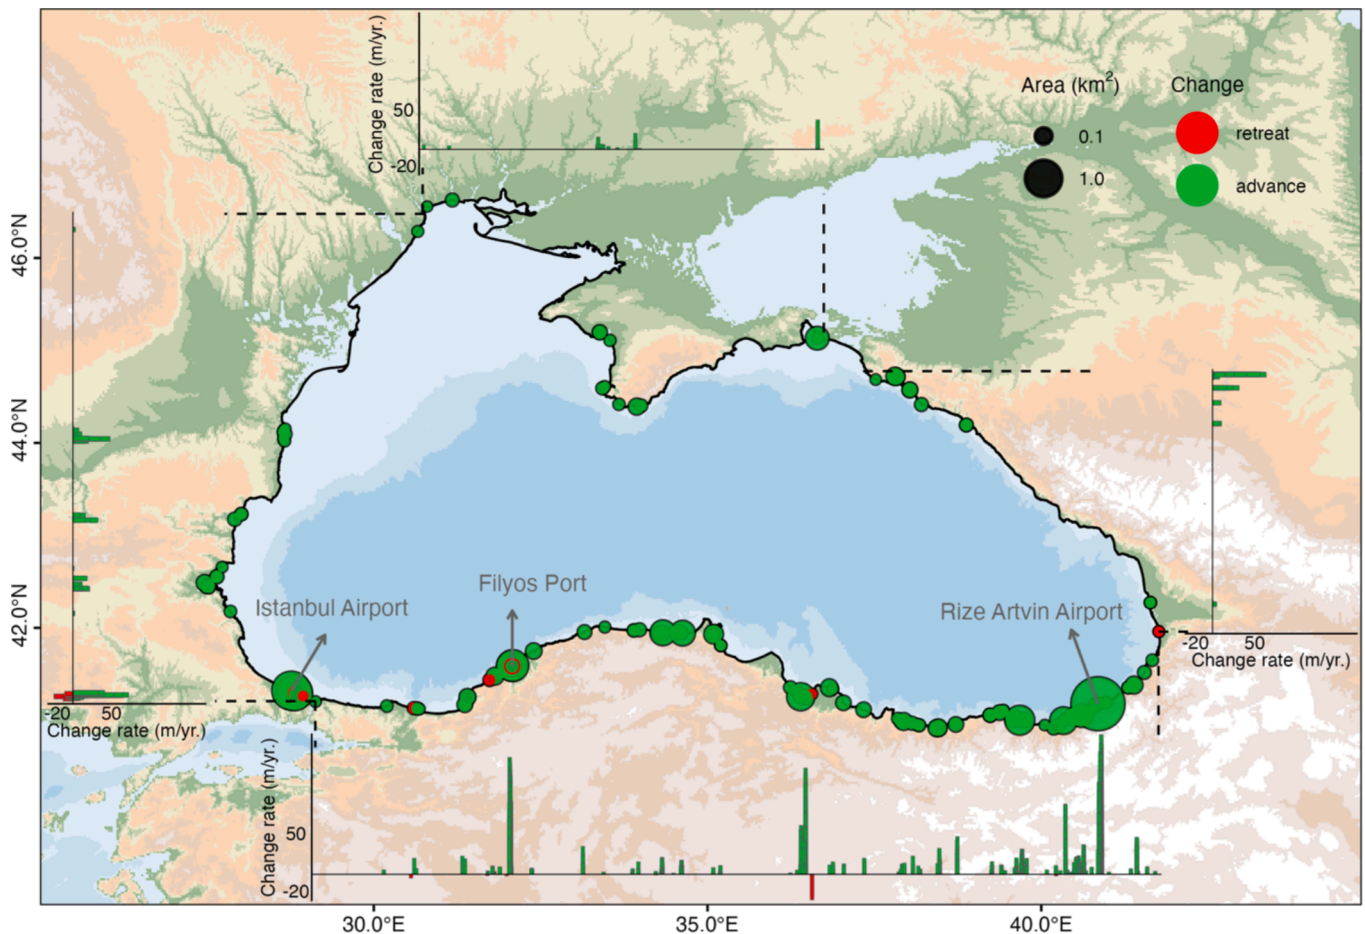 Change rate (m/yr.)
50
-20
Area (km²)
0.1
1.0
Change
retreat
advance
46.0°N
44.0°N
42.0°N
Istanbul Airport
Filyos Port
Rize Artvin Airport
-20 50
Change rate (m/yr.)
-20 50
Change rate (m/yr.)
Change rate (m/yr.)
50
-20
30.0°E
35.0°E
40.0°E